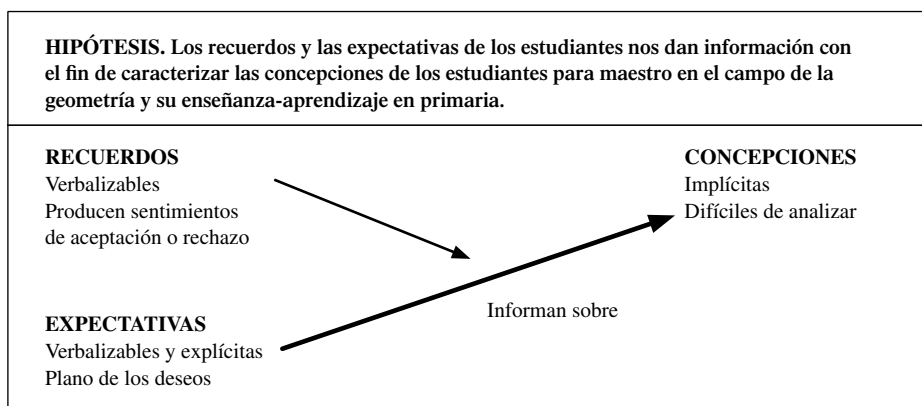 HIPÓTESIS. Los recuerdos y las expectativas de los estudiantes nos dan información con
el fin de caracterizar las concepciones de los estudiantes para maestro en el campo de la
geometría y su enseñanza-aprendizaje en primaria.
RECUERDOS
Verbalizables
Producen sentimientos
de aceptación o rechazo
CONCEPCIONES
Implícitas
Difíciles de analizar
Informan sobre
EXPECTATIVAS
Verbalizables y explícitas
Plano de los deseos